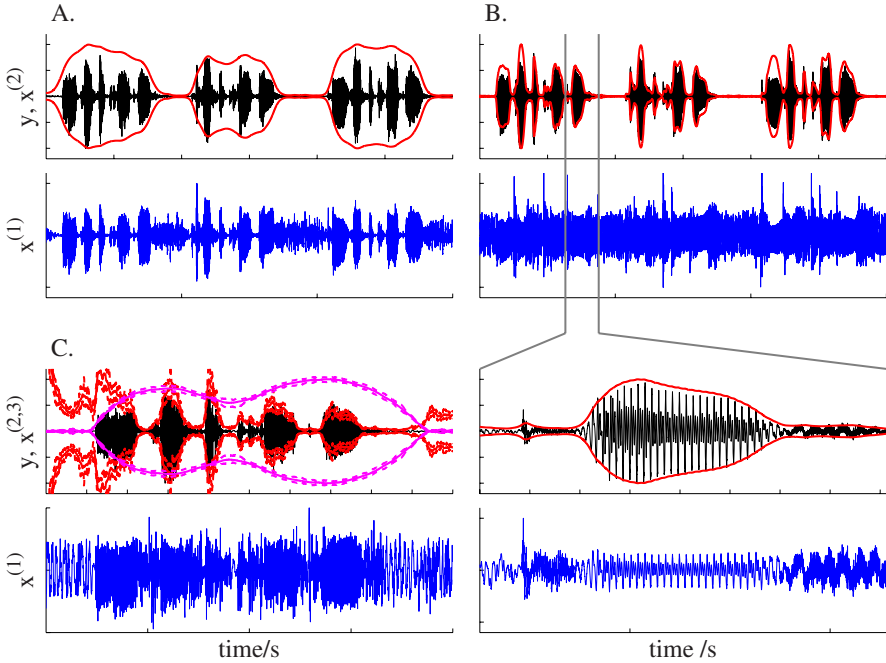 A.
B.
y, x(2)
x(1)
C.
y, x(2,3)
x(1)
time/s
time /s